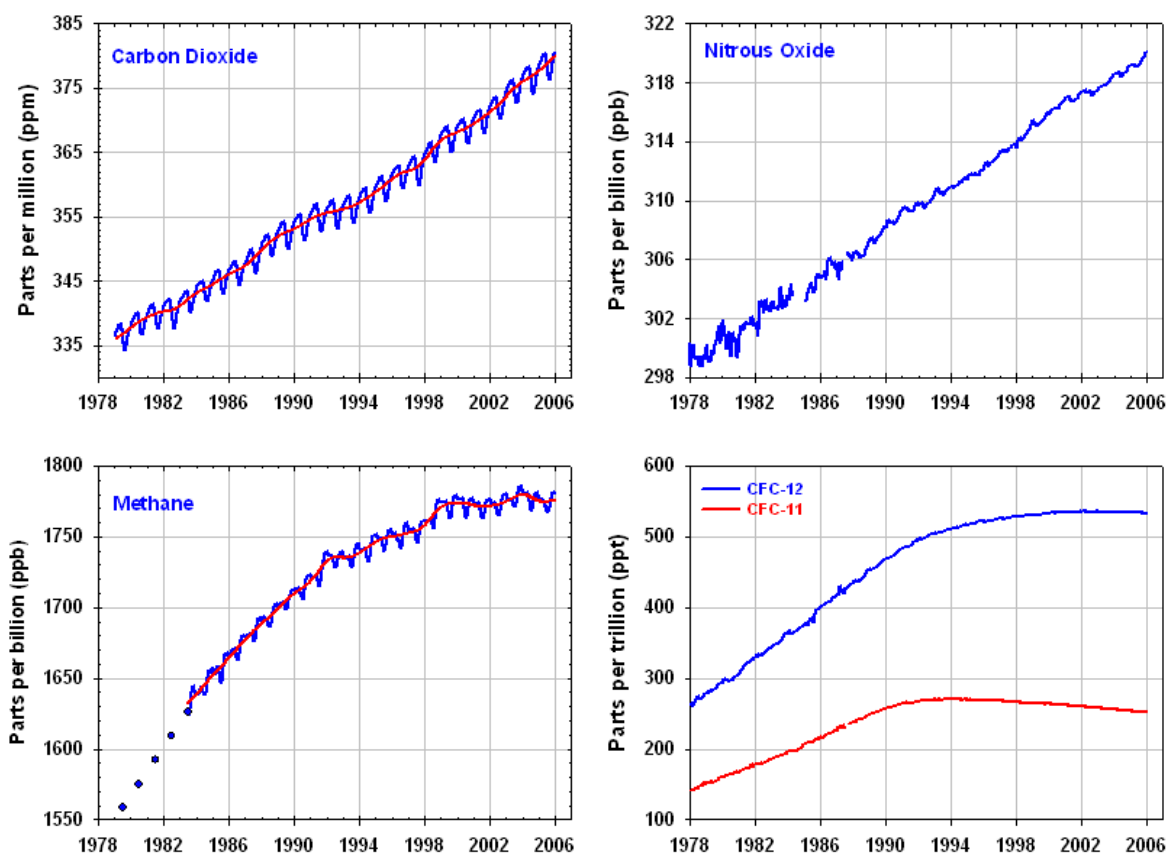 Carbon Dioxide
Parts per million (ppm)
385
375
365
355
345
335
1978 1982 1986 1990 1994 1998 2002 2006
Nitrous Oxide
Parts per billion (ppb)
322
318
314
310
306
302
298
1978 1982 1986 1990 1994 1998 2002 2006
Methane
Parts per billion (ppb)
1800
1750
1700
1650
1600
1550
1978 1982 1986 1990 1994 1998 2002 2006
CFC-12
CFC-11
Parts per trillion (ppt)
600
500
400
300
200
100
1978 1982 1986 1990 1994 1998 2002 2006